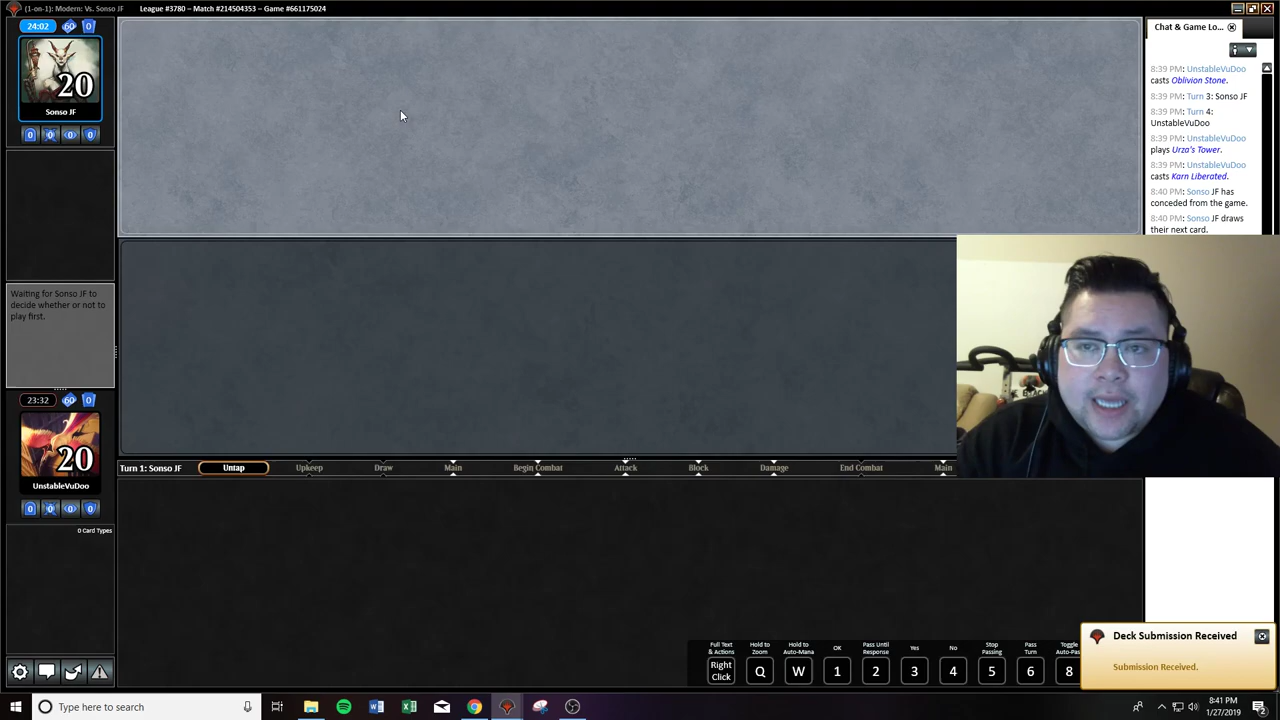 (1-on-1): Modern: Vs. Sonso JF League #3780 – Match #214504353 – Game #661175024
24:02 60 0
20
Sonso JF
0 0 0 0
Waiting for Sonso JF to
decide whether or not to
play first.
23:32 60 0
20
UnstableVuDoo
0 0 0 0
0 Card Types
Chat & Game Lo...
8:39 PM: UnstableVuDoo
casts Oblivion Stone.
8:39 PM: Turn 3: Sonso JF
8:39 PM: Turn 4:
UnstableVuDoo
8:39 PM: UnstableVuDoo
plays Urza's Tower.
8:39 PM: UnstableVuDoo
casts Karn Liberated.
8:40 PM: Sonso JF has
conceded from the game.
8:40 PM: Sonso JF draws
their next card.
Turn 1: Sonso JF Untap Upkeep Draw Main Begin Combat Attack Block Damage End Combat Main
Full Text
& Actions
Right
Click
Hold to
Zoom
Q
Hold to
Auto-Mana
W
OK
1
Pass Until
Response
2
Yes
3
No
4
Stop
Passing
5
Pass
Turn
6
Toggle
Auto-Pas
8
Deck Submission Received
Submission Received.
Type here to search
8:41 PM
1/27/2019
2